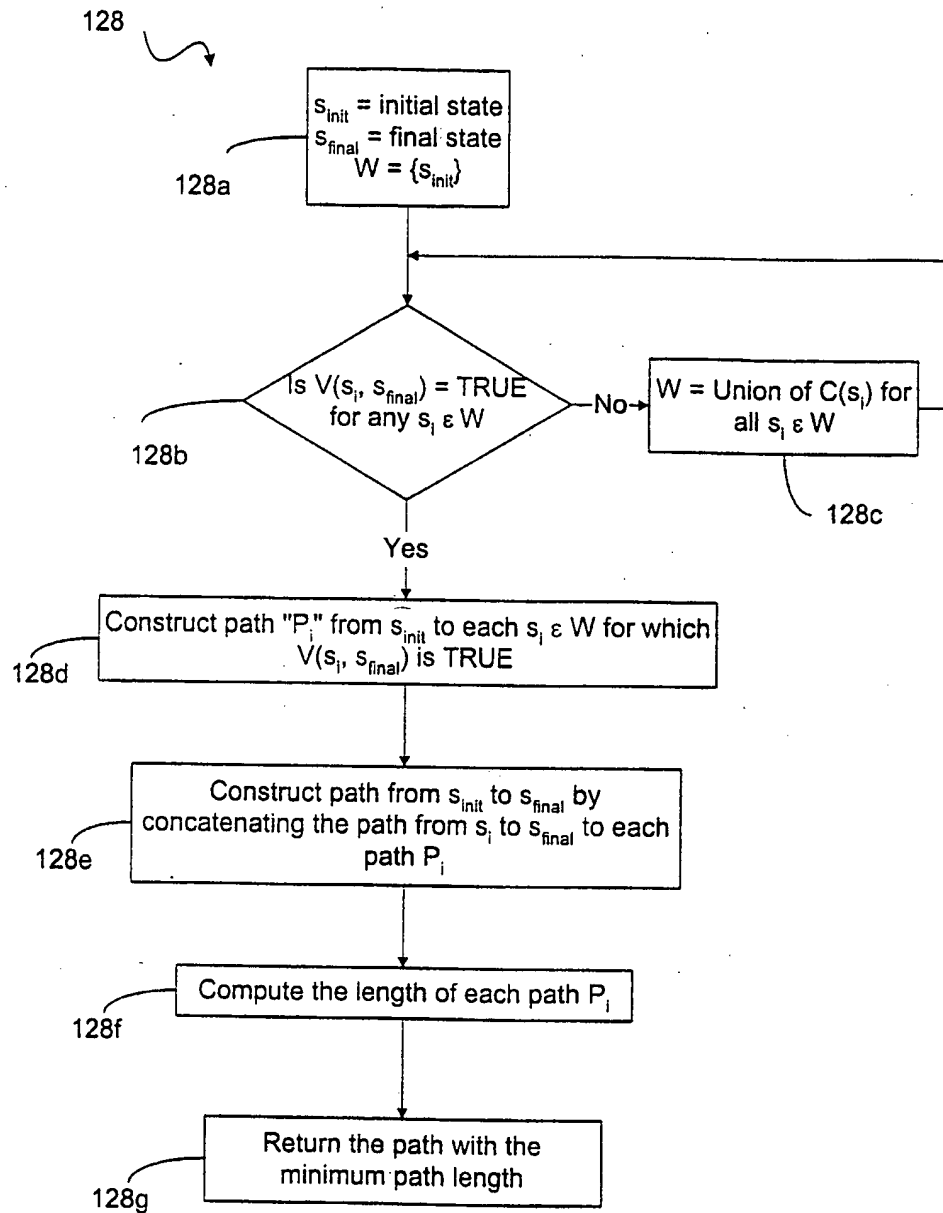 128
s_init = initial state
s_final = final state
W = {s_init}
128a
Is V(s_i, s_final) = TRUE
for any s_i ε W
128b
No
W = Union of C(s_i) for
all s_i ε W
128c
Yes
Construct path "P_i" from s_init to each s_i ε W for which
V(s_i, s_final) is TRUE
128d
Construct path from s_init to s_final by
concatenating the path from s_i to s_final to each
path P_i
128e
Compute the length of each path P_i
128f
Return the path with the
minimum path length
128g